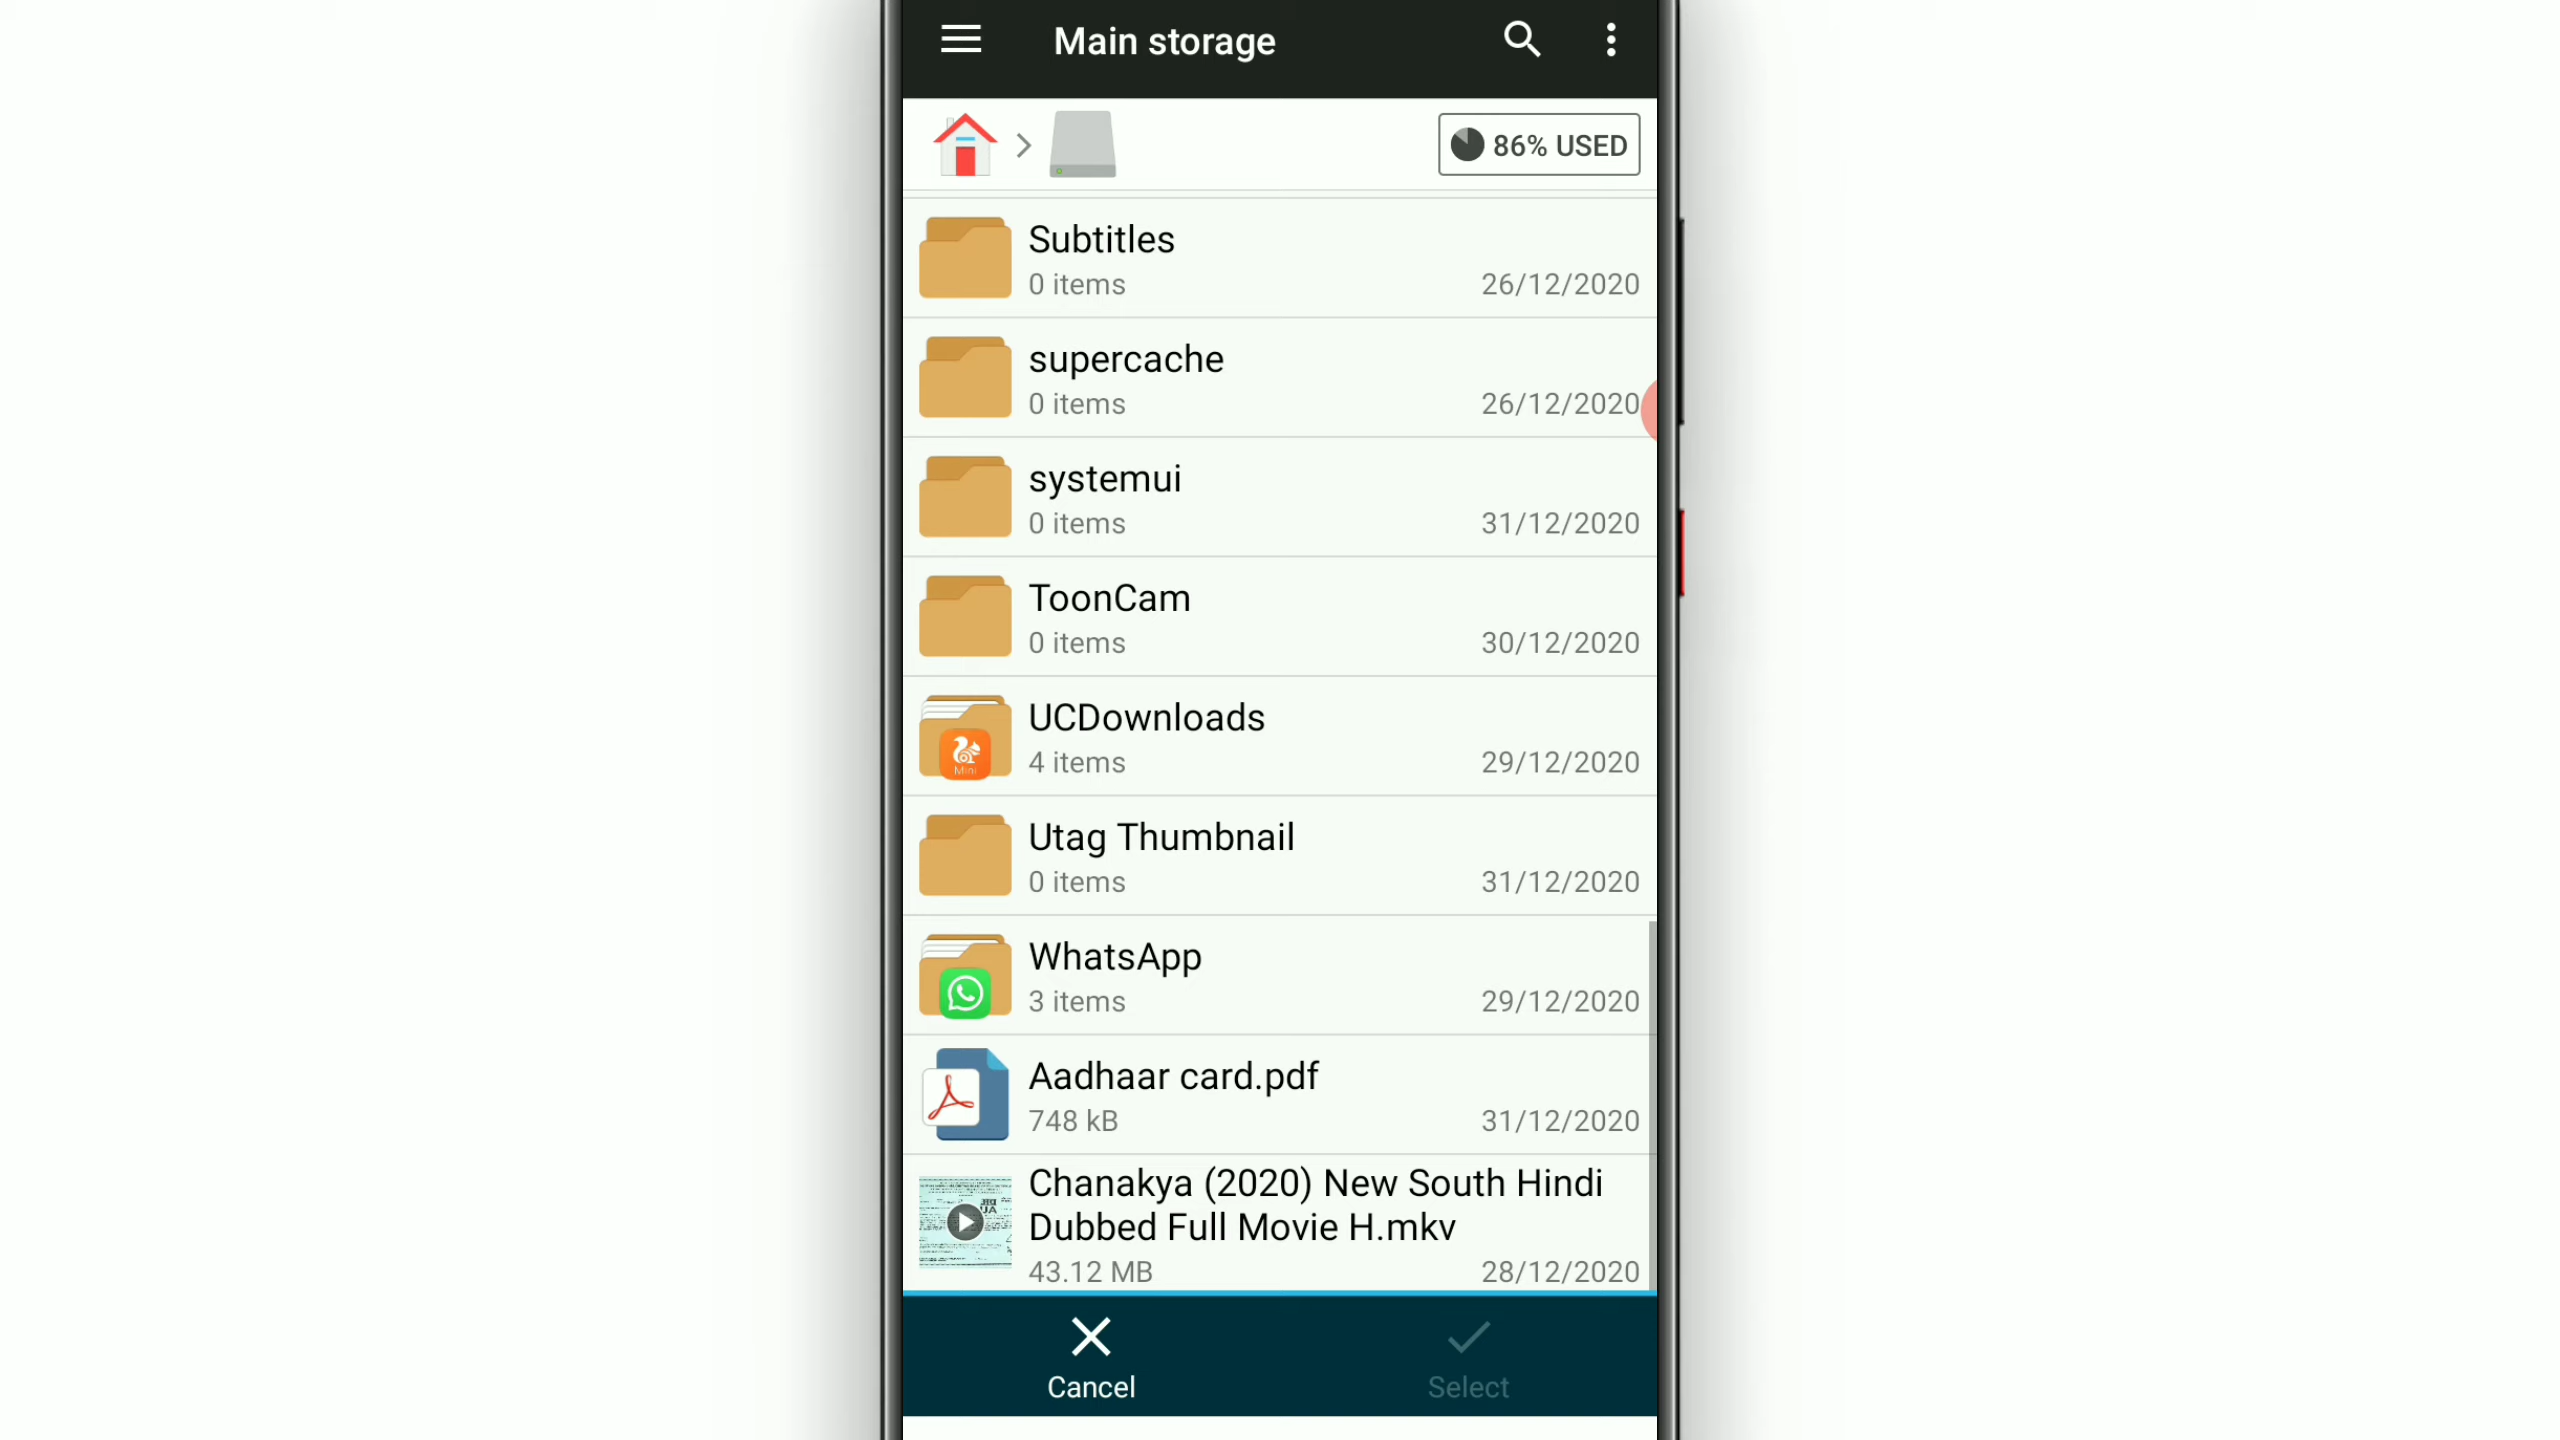 Main storage
86% USED
Subtitles
0 items
26/12/2020
supercache
0 items
26/12/2020
systemui
0 items
31/12/2020
ToonCam
0 items
30/12/2020
Mini
UCDownloads
4 items
29/12/2020
Utag Thumbnail
0 items
31/12/2020
WhatsApp
3 items
29/12/2020
Aadhaar card.pdf
748 kB
31/12/2020
Chanakya (2020) New South Hindi
Dubbed Full Movie H.mkv
43.12 MB
28/12/2020
Cancel
Select